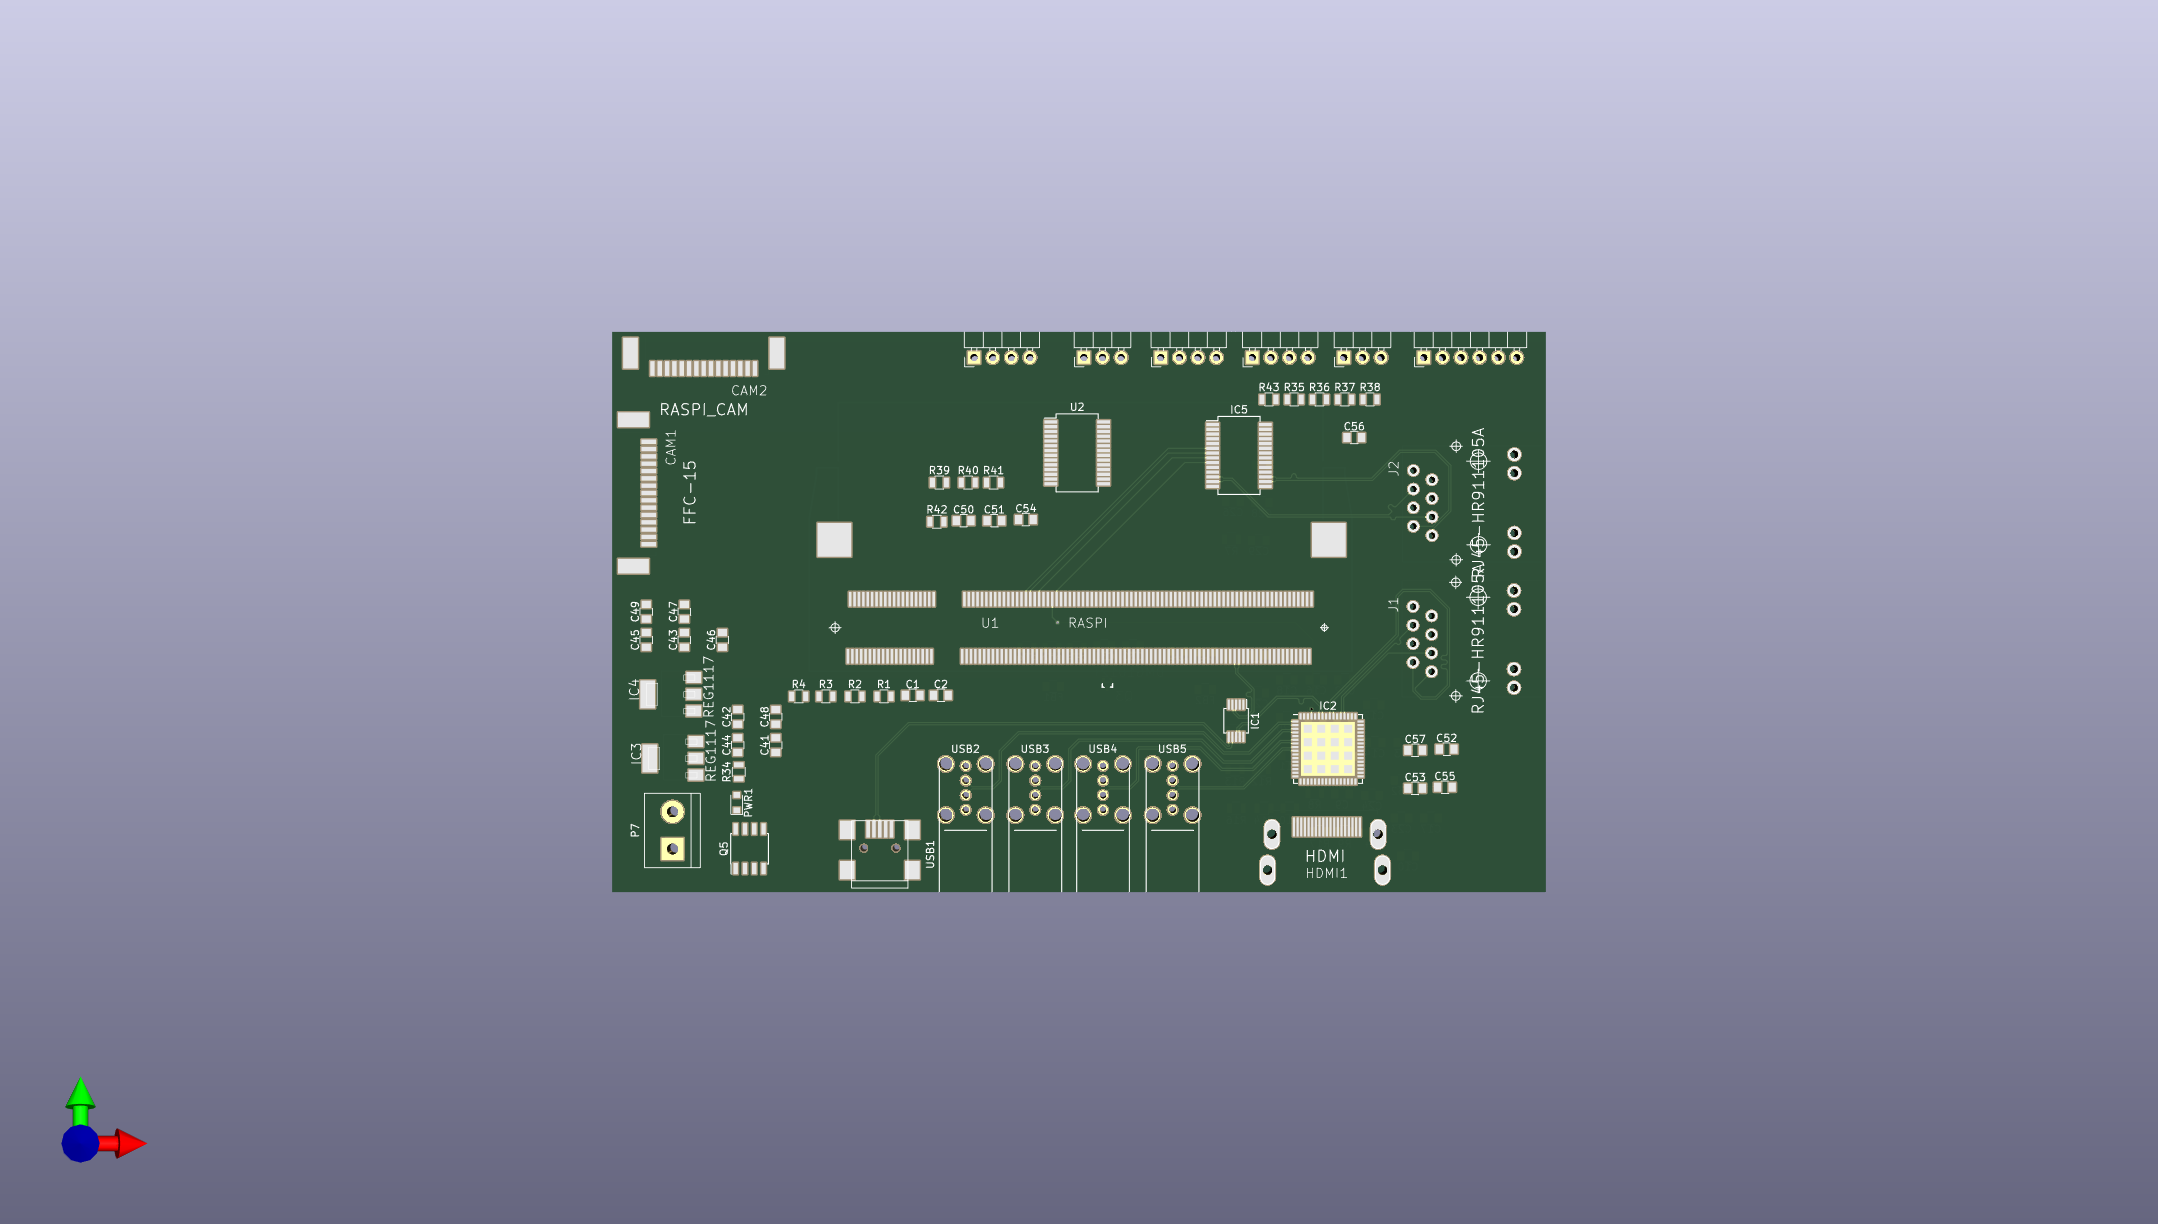 CAM2
RASPI_CAM
R43 R35 R36 R37 R38
U2
IC5
C56
CAM1
FFC-15
R39 R40 R41
R42 C50 C51 C54
J2
RJ45-HR911105A
C49 C47
C45 C43 C46
U1
RASPI
J1
RJ45-HR911105A
IC4
REG1117
R4 R3 R2 R1 C1 C2
C42 C48
IC1
IC2
IC3
REG1117
C44 C41
R34
USB2 USB3 USB4 USB5
C57 C52
C53 C55
PWR1
P7
Q5
USB1
HDMI
HDMI1